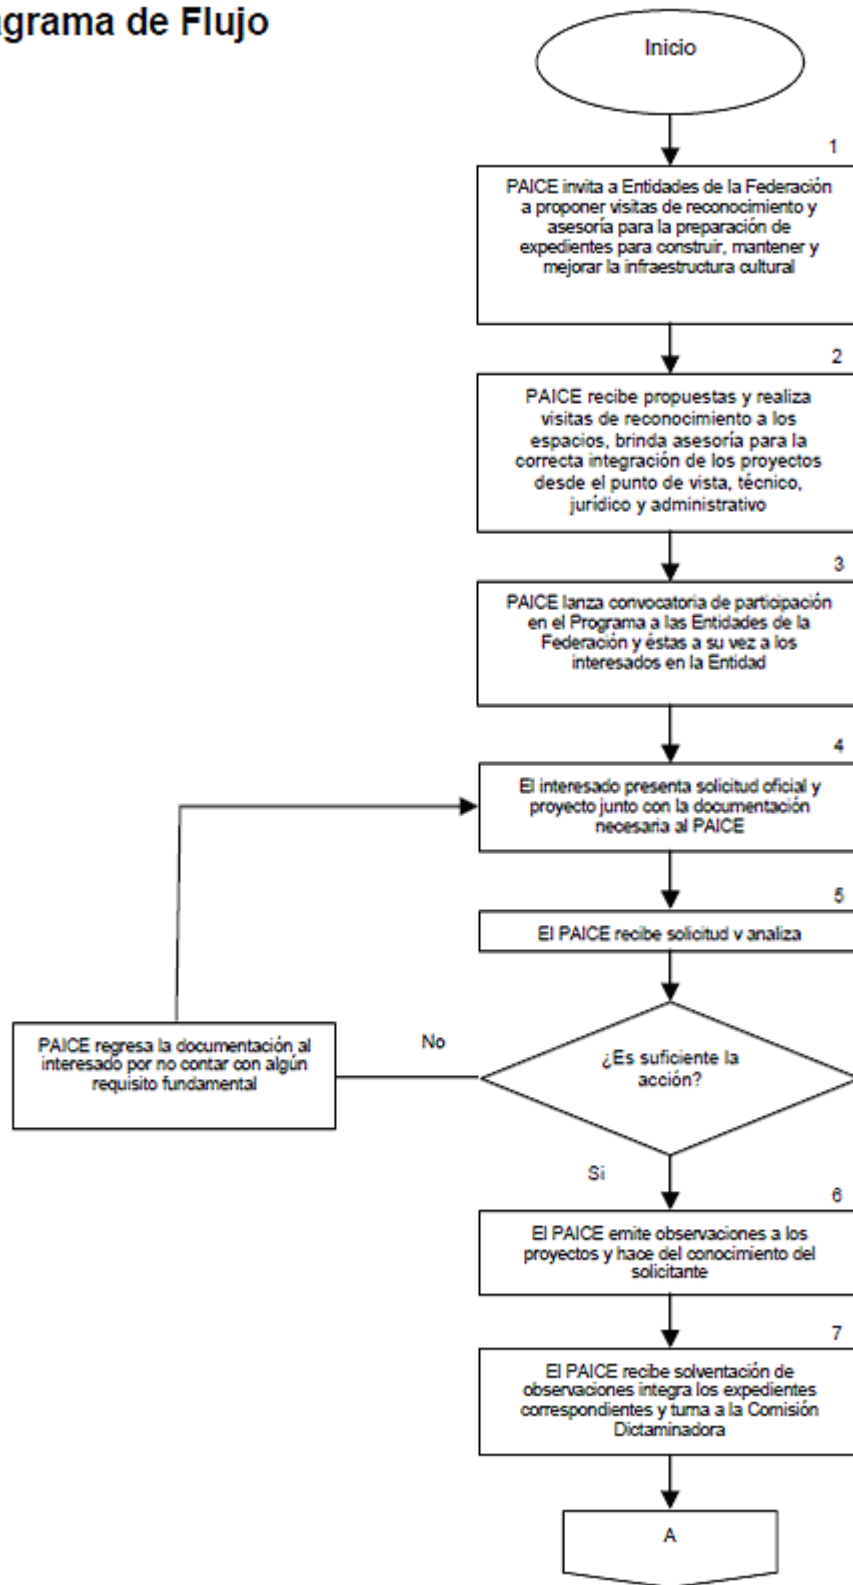 agrama de Flujo
Inicio
1
PAICE invita a Entidades de la Federación
a proponer visitas de reconocimiento y
asesoría para la preparación de
expedientes para construir, mantener y
mejorar la infraestructura cultural
2
PAICE recibe propuestas y realiza
visitas de reconocimiento a los
espacios, brinda asesoría para la
correcta integración de los proyectos
desde el punto de vista, técnico,
jurídico y administrativo
3
PAICE lanza convocatoria de participación
en el Programa a las Entidades de la
Federación y éstas a su vez a los
interesados en la Entidad
4
El interesado presenta solicitud oficial y
proyecto junto con la documentación
necesaria al PAICE
5
El PAICE recibe solicitud y analiza
PAICE regresa la documentación al
interesado por no contar con algún
requisito fundamental
No
¿Es suficiente la
acción?
Si
6
El PAICE emite observaciones a los
proyectos y hace del conocimiento del
solicitante
7
El PAICE recibe solventación de
observaciones integra los expedientes
correspondientes y turna a la Comisión
Dictaminadora
A